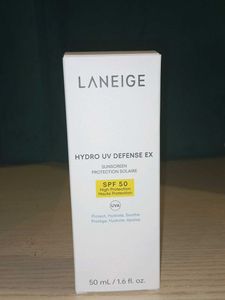 LANEIGE
HYDRO UV DEFENSE EX
SUNSCREEN
PROTECTION SOLAIRE
SPF 50
High Protection
Haute Protection
UVA
Protect, Hydrate, Soothe
Protège, Hydrate, Apaise
50 mL / 1.6 fl. oz.